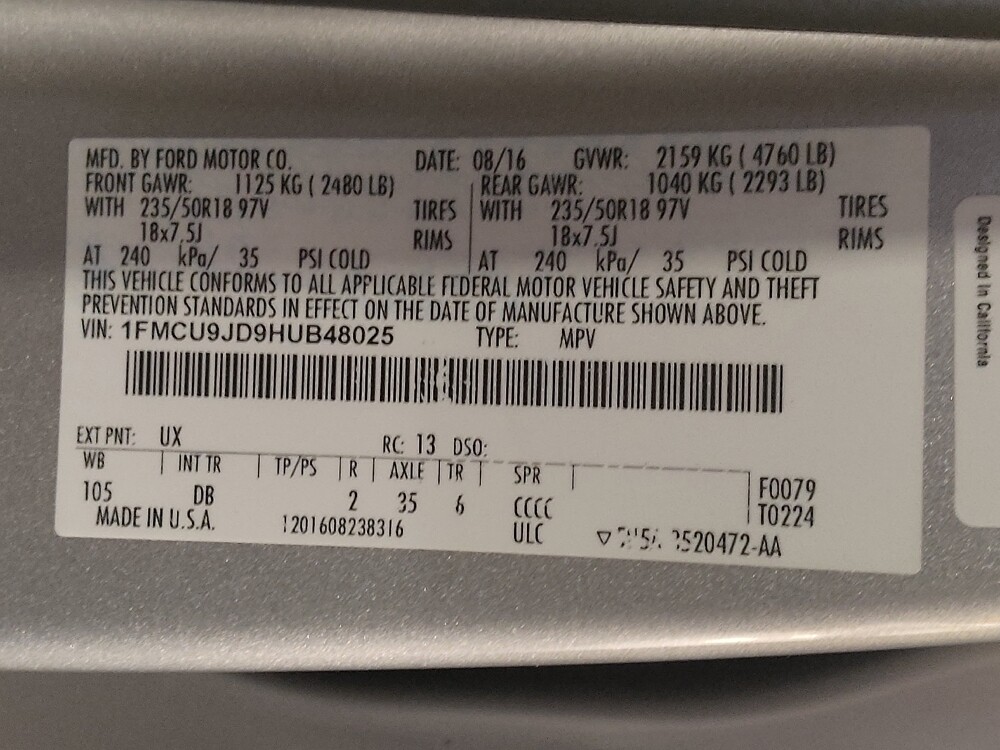 MFD. BY FORD MOTOR CO. DATE: 08/16 GVWR: 2159 KG ( 4760 LB)
FRONT GAWR: 1125 KG ( 2480 LB) REAR GAWR: 1040 KG ( 2293 LB)
WITH 235/50R18 97V TIRES WITH 235/50R18 97V TIRES
18x7.5J RIMS 18x7.5J RIMS
AT 240 kPa/ 35 PSI COLD AT 240 kPa/ 35 PSI COLD
THIS VEHICLE CONFORMS TO ALL APPLICABLE FEDERAL MOTOR VEHICLE SAFETY AND THEFT
PREVENTION STANDARDS IN EFFECT ON THE DATE OF MANUFACTURE SHOWN ABOVE.
VIN: 1FMCU9JD9HUB48025 TYPE: MPV
EXT PNT: UX RC: 13 DSO:
WB INT TR TP/PS R AXLE TR SPR
105 DB 2 35 6 CCCC F0079
T0224
MADE IN U.S.A. 1201608238316 ULC
Designed in California